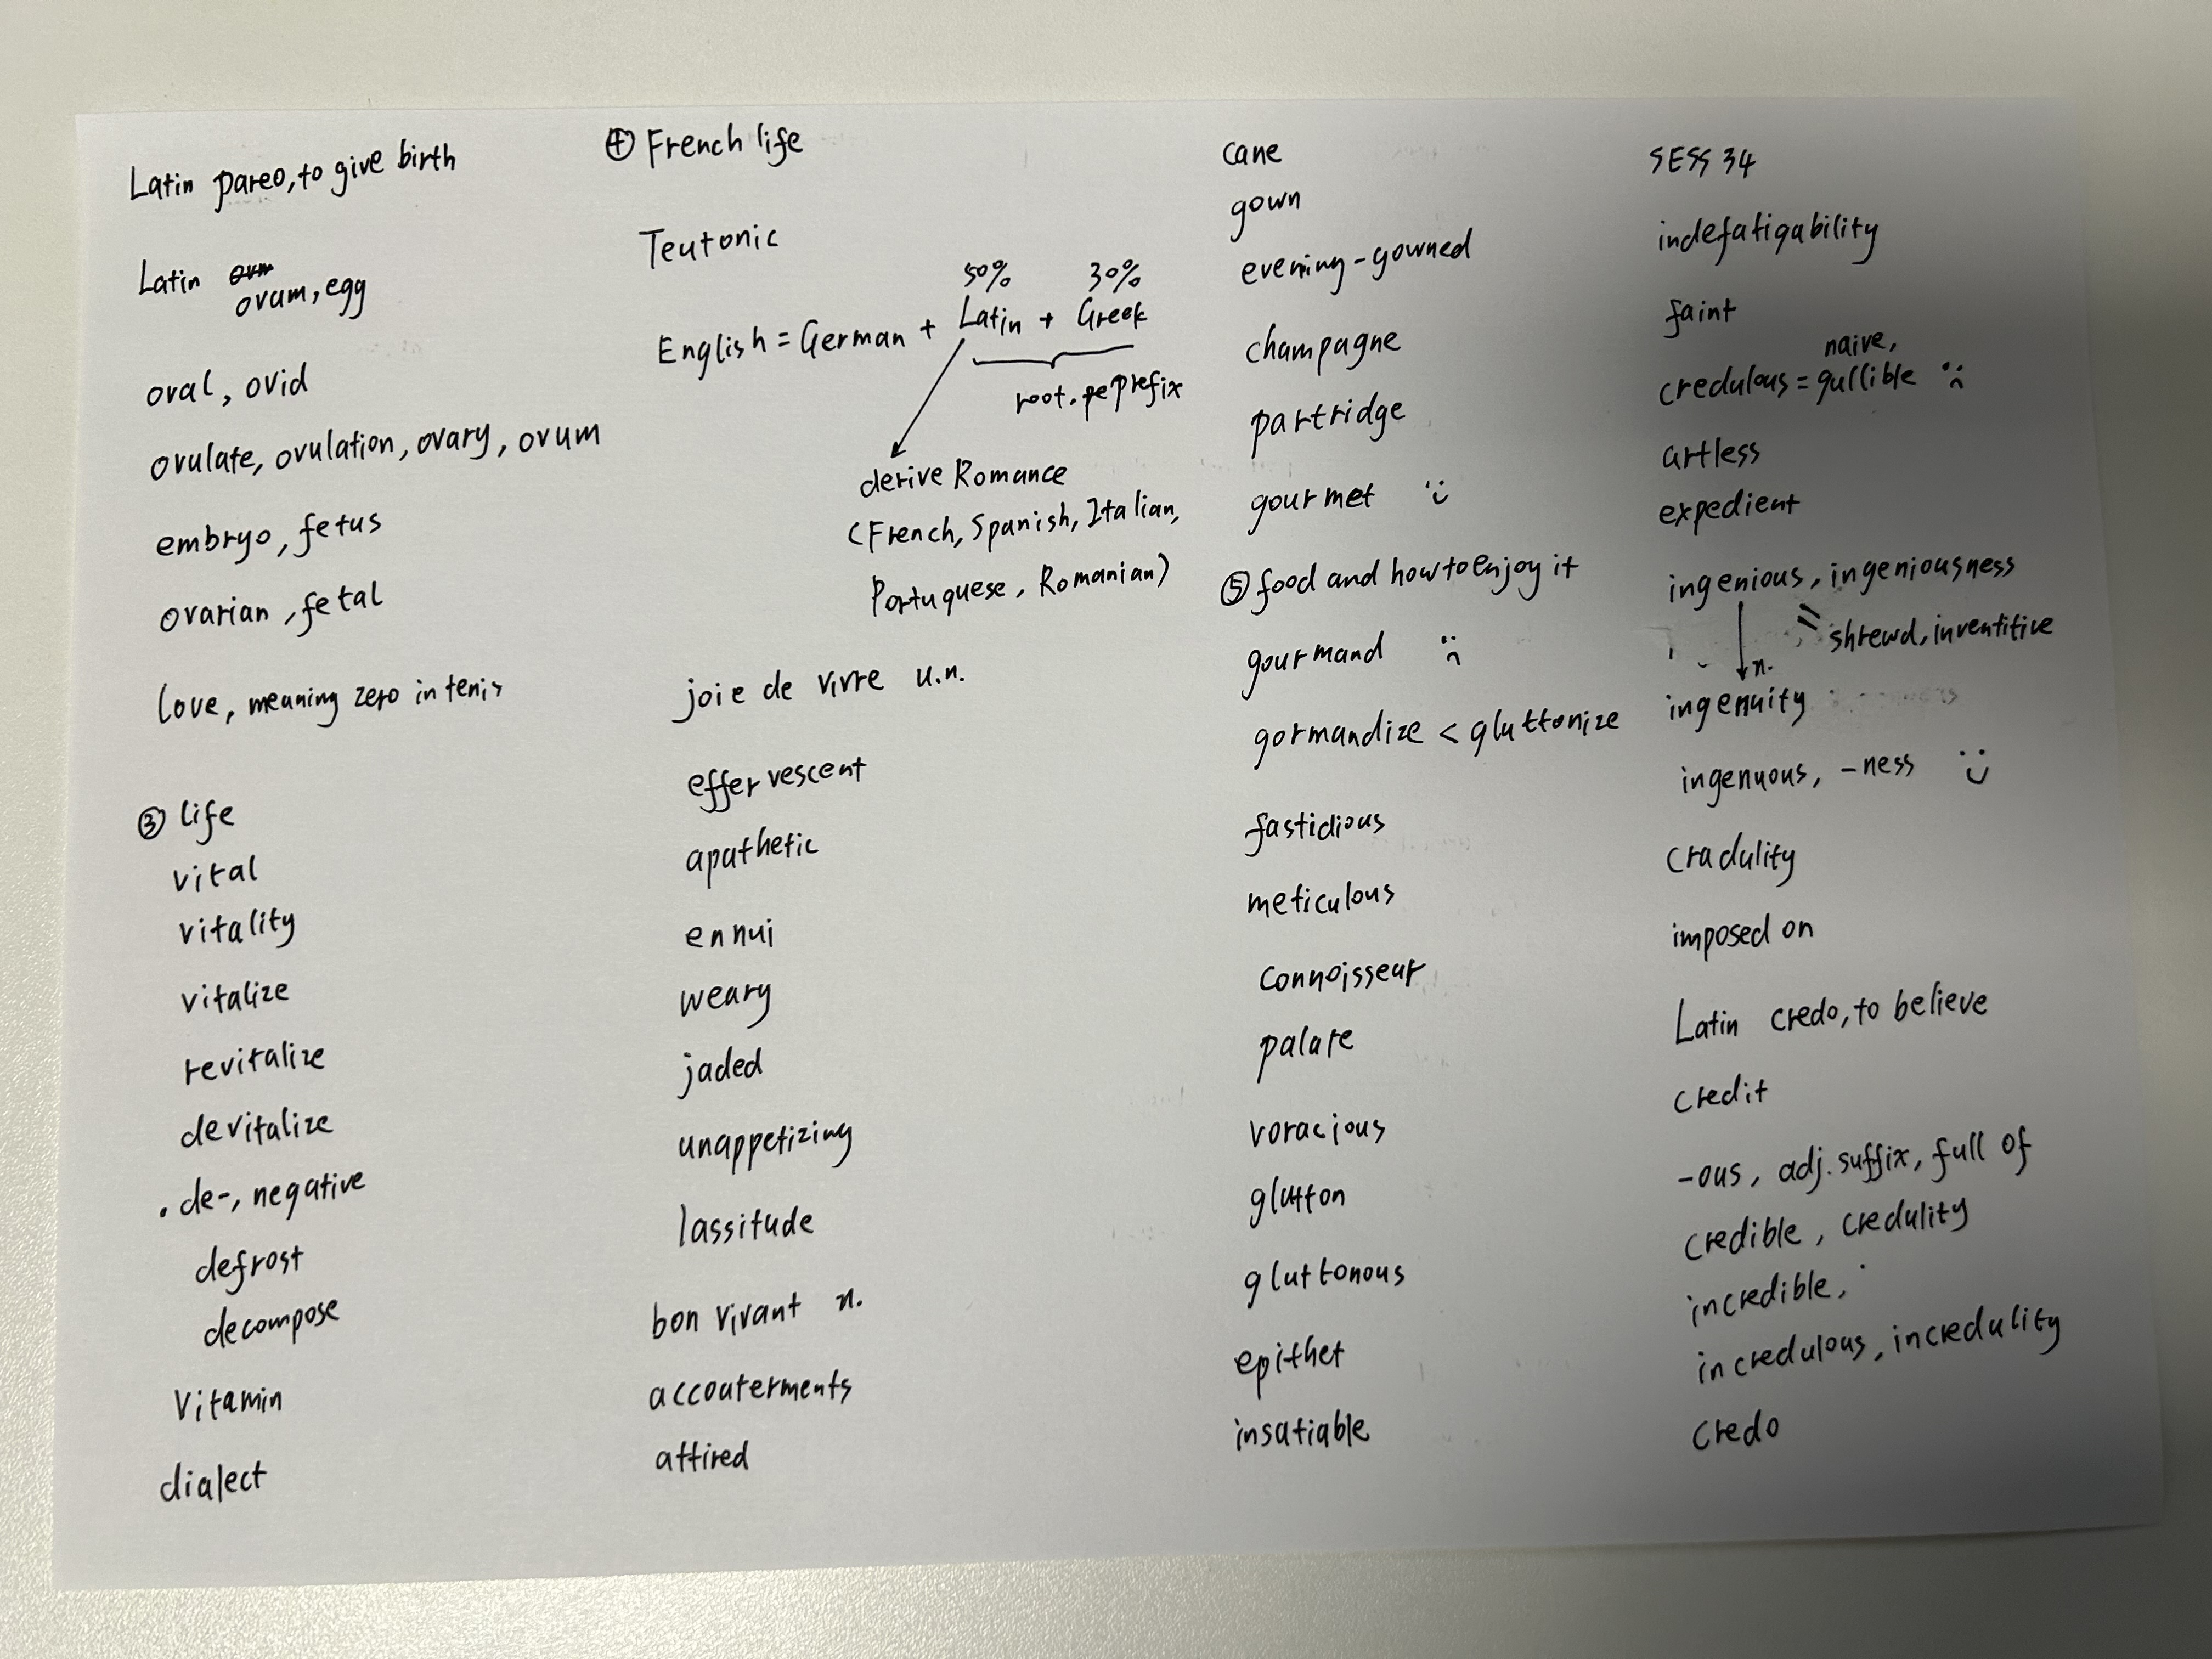 Latin pareo, to give birth
Latin ovum, egg
oval, ovid
ovulate, ovulation, ovary, ovum
embryo, fetus
ovarian, fetal
love, meaning zero in tenis
③ life
vital
vitality
vitalize
revitalize
devitalize
. de-, negative
defrost
decompose
Vitamin
dialect
④ French life
Teutonic
50% 30%
English = German + Latin + Greek
root. prefix
derive Romance
(French, Spanish, Italian,
Portuguese, Romanian)
joie de vivre u.n.
effervescent
apathetic
ennui
weary
jaded
unappetizing
lassitude
bon vivant n.
accouterments
attired
cane
gown
evening-gowned
champagne
partridge
gourmet
⑤ food and how to enjoy it
gourmand
gormandize < gluttonize
fastidious
meticulous
connoisseur
palate
voracious
glutton
gluttonous
epithet
insatiable
SESS 34
indefatigability
faint
naive,
credulous = gullible
artless
expedient
ingenious, ingeniousness
= shrewd, inventitive
n.
ingenuity
ingenuous, -ness
cradulity
imposed on
Latin credo, to believe
credit
-ous, adj. suffix, full of
credible, credulity
incredible,
incredulous, incredulity
credo